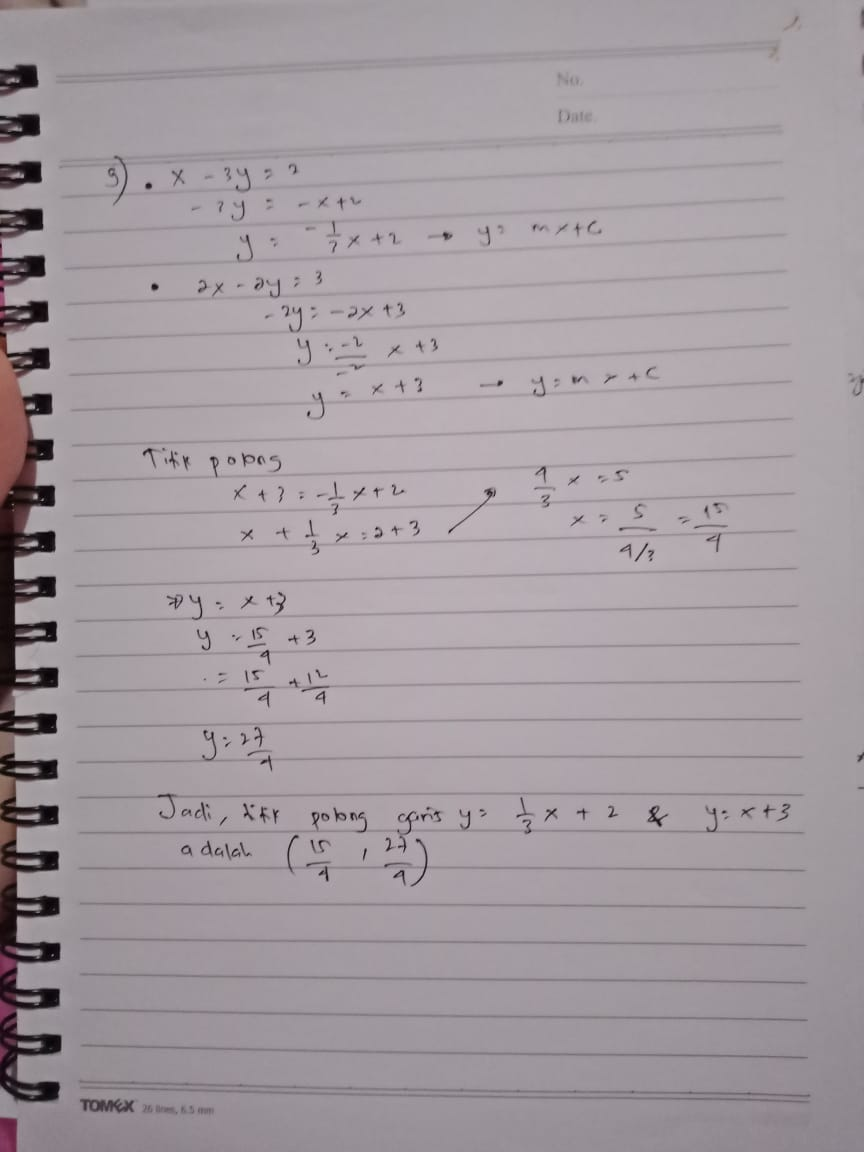 No.
Date.
3) • x - 3y = 2
- 3y = -x+2
y = -1/3 x + 2 → y = mx+c
• 2x - 2y = 3
- 2y = -2x +3
y = -2/-2 x +3
y = x+3 → y = mx+c
Titik potong
x + 3 = -1/3 x + 2
x + 1/3 x = 2+3
4/3 x = 5
x = 5/4/3 = 15/4
⇒ y = x +3
y = 15/4 +3
= 15/4 + 12/4
y = 27/4
Jadi, titik potong garis y = 1/3 x + 2 & y = x+3
adalah (15/4 , 27/4)
TOMEX 26 lines, 6.5 mm